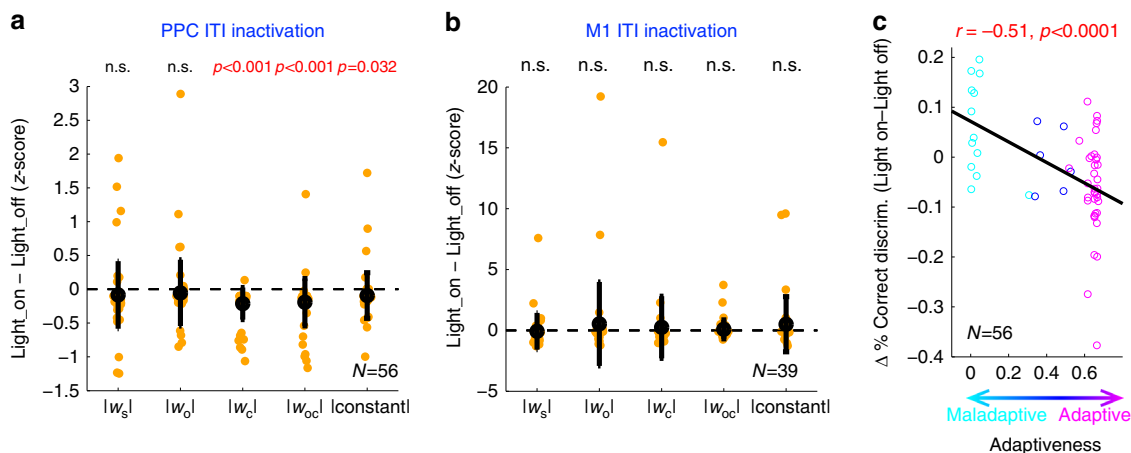 a
PPC ITI inactivation
n.s. n.s. p<0.001 p<0.001 p=0.032
Light_on – Light_off (z-score)
3
2.5
2
1.5
1
0.5
0
−0.5
−1
−1.5
N=56
|ws| |wo| |wc| |woc| |constant|
b
M1 ITI inactivation
n.s. n.s. n.s. n.s. n.s.
Light_on – Light_off (z-score)
20
15
10
5
0
−5
N=39
|ws| |wo| |wc| |woc| |constant|
c
r = −0.51, p<0.0001
Δ % Correct discrim. (Light on–Light off)
0.2
0.1
0
−0.1
−0.2
−0.3
−0.4
N=56
0 0.2 0.4 0.6
Maladaptive Adaptive
Adaptiveness